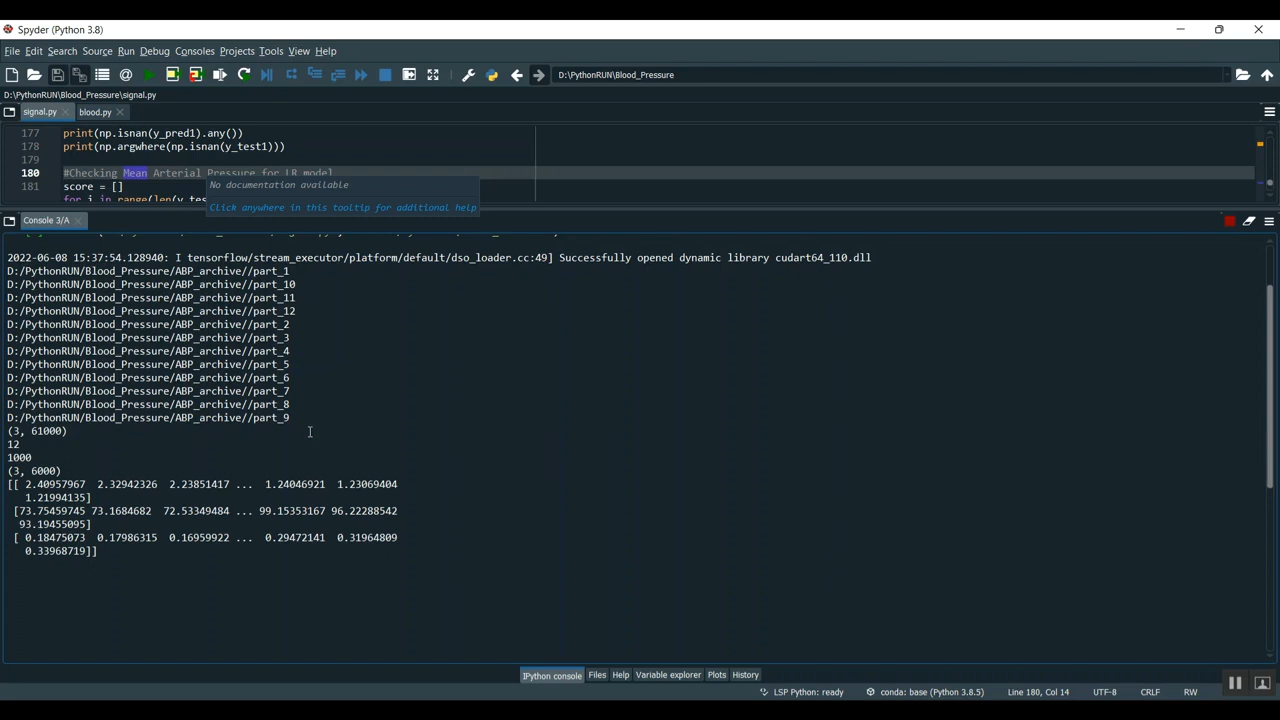 Spyder (Python 3.8)
File Edit Search Source Run Debug Consoles Projects Tools View Help
D:\PythonRUN\Blood_Pressure
D:\PythonRUN\Blood_Pressure\signal.py
signal.py blood.py
177 print(np.isnan(y_pred1).any())
178 print(np.argwhere(np.isnan(y_test1)))
179
180 #Checking Mean Arterial Pressure for LR model
No documentation available
181 score = []
for i in range(len(y_tes
Click anywhere in this tooltip for additional help
Console 3/A
2022-06-08 15:37:54.128940: I tensorflow/stream_executor/platform/default/dso_loader.cc:49] Successfully opened dynamic library cudart64_110.dll
D:/PythonRUN/Blood_Pressure/ABP_archive//part_1
D:/PythonRUN/Blood_Pressure/ABP_archive//part_10
D:/PythonRUN/Blood_Pressure/ABP_archive//part_11
D:/PythonRUN/Blood_Pressure/ABP_archive//part_12
D:/PythonRUN/Blood_Pressure/ABP_archive//part_2
D:/PythonRUN/Blood_Pressure/ABP_archive//part_3
D:/PythonRUN/Blood_Pressure/ABP_archive//part_4
D:/PythonRUN/Blood_Pressure/ABP_archive//part_5
D:/PythonRUN/Blood_Pressure/ABP_archive//part_6
D:/PythonRUN/Blood_Pressure/ABP_archive//part_7
D:/PythonRUN/Blood_Pressure/ABP_archive//part_8
D:/PythonRUN/Blood_Pressure/ABP_archive//part_9
(3, 61000)
12
1000
(3, 6000)
[[ 2.40957967 2.32942326 2.23851417 ... 1.24046921 1.23069404
1.21994135]
[73.75459745 73.1684682 72.53349484 ... 99.15353167 96.22288542
93.19455095]
[ 0.18475073 0.17986315 0.16959922 ... 0.29472141 0.31964809
0.33968719]]
IPython console Files Help Variable explorer Plots History
LSP Python: ready conda: base (Python 3.8.5) Line 180, Col 14 UTF-8 CRLF RW